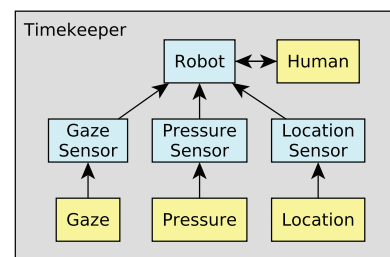 Timekeeper
Robot
Human
Gaze
Sensor
Pressure
Sensor
Location
Sensor
Gaze
Pressure
Location